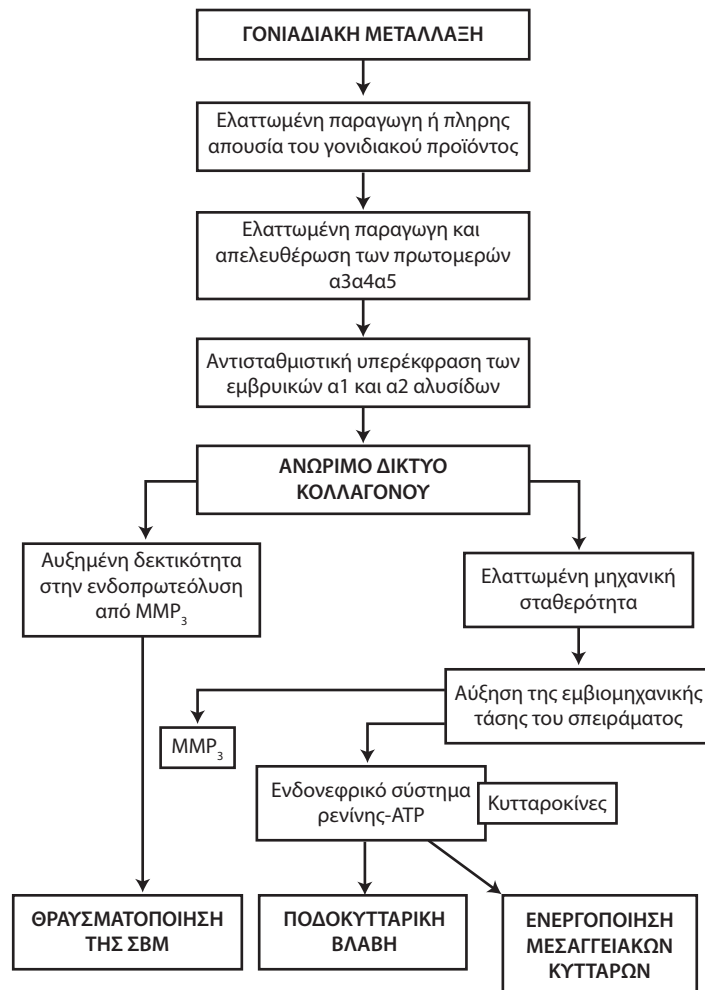 ΓΟΝΙΑΔΙΑΚΗ ΜΕΤΑΛΛΑΞΗ
Ελαττωμένη παραγωγη ή πληρης
απουσία του γονιδιακού προϊόντος
Ελαττωμένη παραγωγη και
απελευθέρωση των πρωτομερών
α3α4α5
Αντισταθμιστική υπερέκφραση των
εμβρυικών α1 και α2 αλυσίδων
ΑΝΩΡΙΜΟ ΔΙΚΤΥΟ
ΚΟΛΛΑΓΟΝΟΥ
Αυξημένη δεκτικότητα
στην ενδοπρωτεόλυση
από MMP₃
Ελαττωμένη μηχανική
σταθερότητα
Αύξηση της εμβιομηχανικής
τάσης του σπειράματος
MMP₃
Ενδονεφρικό σύστημα
ρενίνης-ATP
Κυτταροκίνες
ΘΡΑΥΣΜΑΤΟΠΟΙΗΣΗ
ΤΗΣ ΣΒΜ
ΠΟΔΟΚΥΤΤΑΡΙΚΗ
ΒΛΑΒΗ
ΕΝΕΡΓΟΠΟΙΗΣΗ
ΜΕΣΑΓΓΕΙΑΚΩΝ
ΚΥΤΤΑΡΩΝ